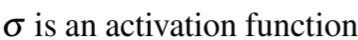 σ is an activation function